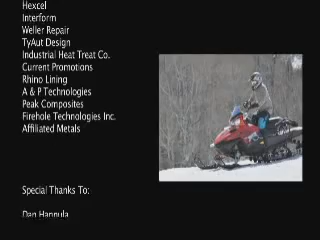 Hexcel
Interform
Weller Repair
TyAut Design
Industrial Heat Treat Co.
Current Promotions
Rhino Lining
A & P Technologies
Peak Composites
Firehole Technologies Inc.
Affiliated Metals
Special Thanks To:
Dan Hannula